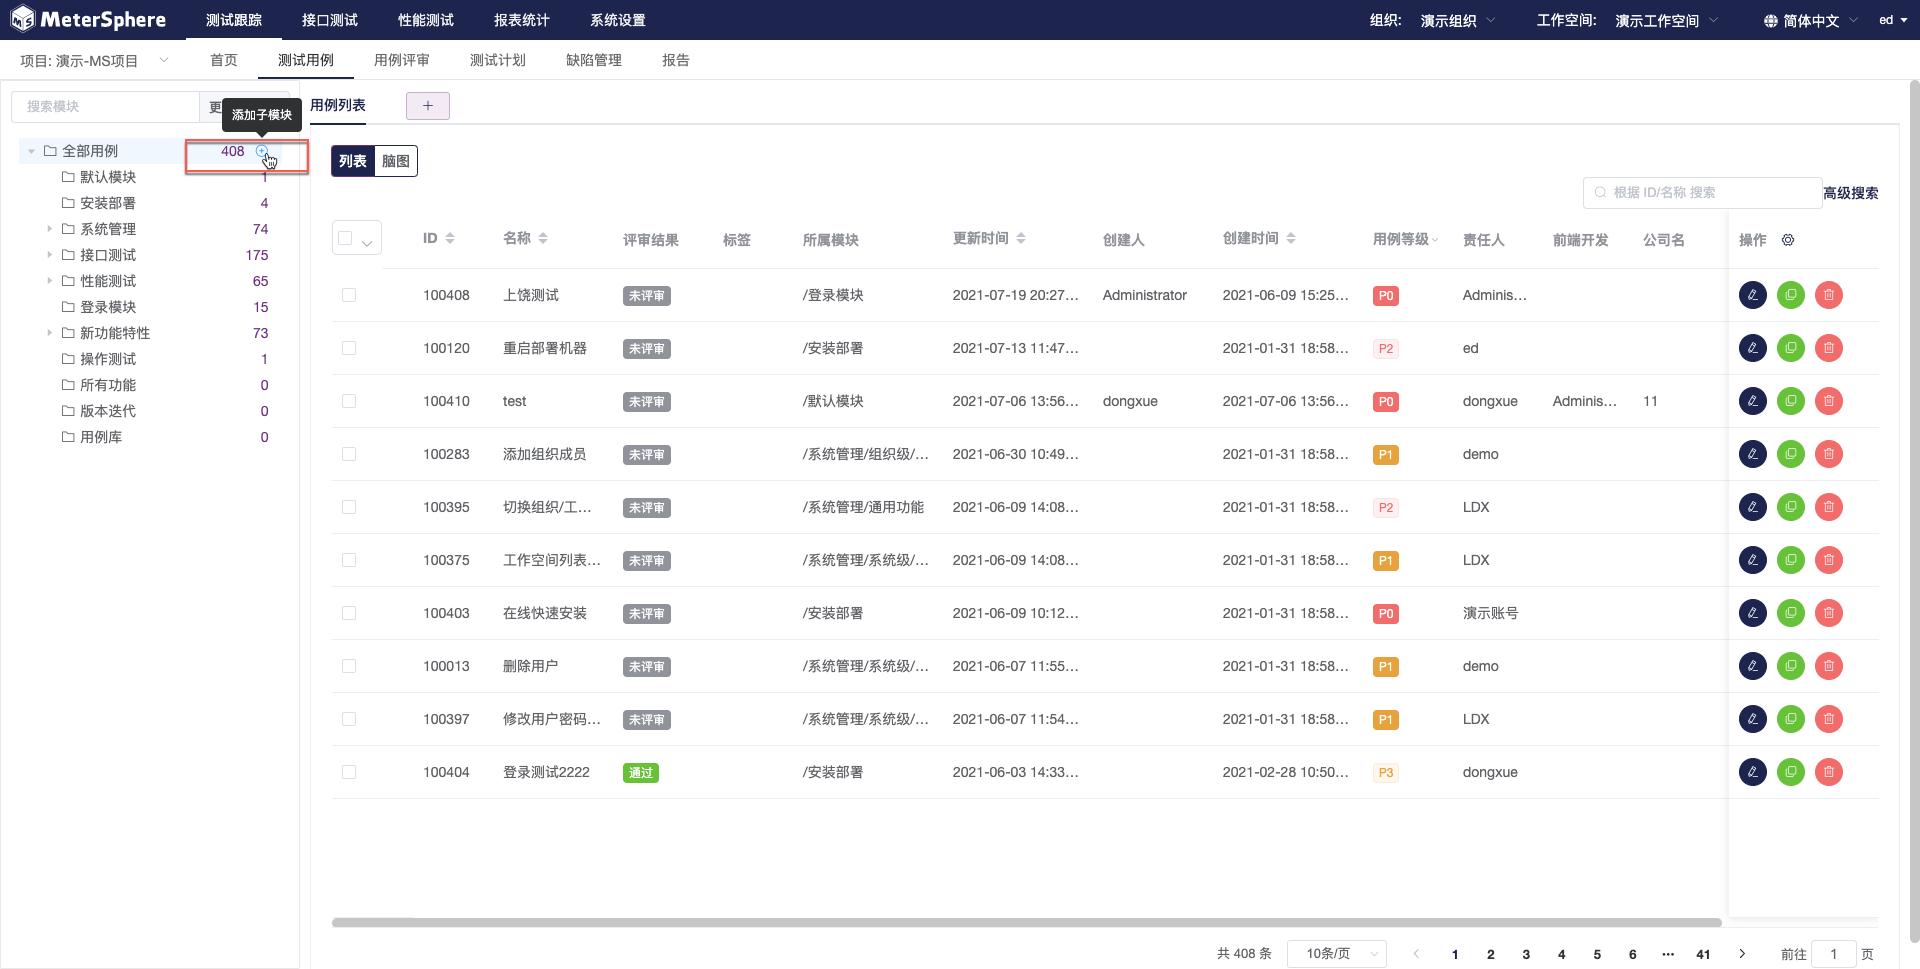 MeterSphere 测试跟踪 接口测试 性能测试 报表统计 系统设置 组织: 演示组织 工作空间: 演示工作空间 简体中文 ed
项目: 演示-MS项目 首页 测试用例 用例评审 测试计划 缺陷管理 报告
搜索模块 更
添加子模块
全部用例 408
默认模块 1
安装部署 4
系统管理 74
接口测试 175
性能测试 65
登录模块 15
新功能特性 73
操作测试 1
所有功能 0
版本迭代 0
用例库 0
用例列表 +
列表 脑图
根据 ID/名称 搜索 高级搜索
ID 名称 评审结果 标签 所属模块 更新时间 创建人 创建时间 用例等级 责任人 前端开发 公司名 操作
100408 上饶测试 未评审 /登录模块 2021-07-19 20:27... Administrator 2021-06-09 15:25... P0 Adminis...
100120 重启部署机器 未评审 /安装部署 2021-07-13 11:47... 2021-01-31 18:58... P2 ed
100410 test 未评审 /默认模块 2021-07-06 13:56... dongxue 2021-07-06 13:56... P0 dongxue Adminis... 11
100283 添加组织成员 未评审 /系统管理/组织级/... 2021-06-30 10:49... 2021-01-31 18:58... P1 demo
100395 切换组织/工... 未评审 /系统管理/通用功能 2021-06-09 14:08... 2021-01-31 18:58... P2 LDX
100375 工作空间列表... 未评审 /系统管理/系统级/... 2021-06-09 14:08... 2021-01-31 18:58... P1 LDX
100403 在线快速安装 未评审 /安装部署 2021-06-09 10:12... 2021-01-31 18:58... P0 演示账号
100013 删除用户 未评审 /系统管理/系统级/... 2021-06-07 11:55... 2021-01-31 18:58... P1 demo
100397 修改用户密码... 未评审 /系统管理/系统级/... 2021-06-07 11:54... 2021-01-31 18:58... P1 LDX
100404 登录测试2222 通过 /安装部署 2021-06-03 14:33... 2021-02-28 10:50... P3 dongxue
共 408 条 10条/页 1 2 3 4 5 6 ... 41 前往 1 页